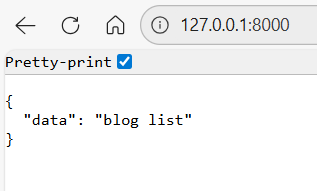 127.0.0.1:8000
Pretty-print
{
  "data": "blog list"
}